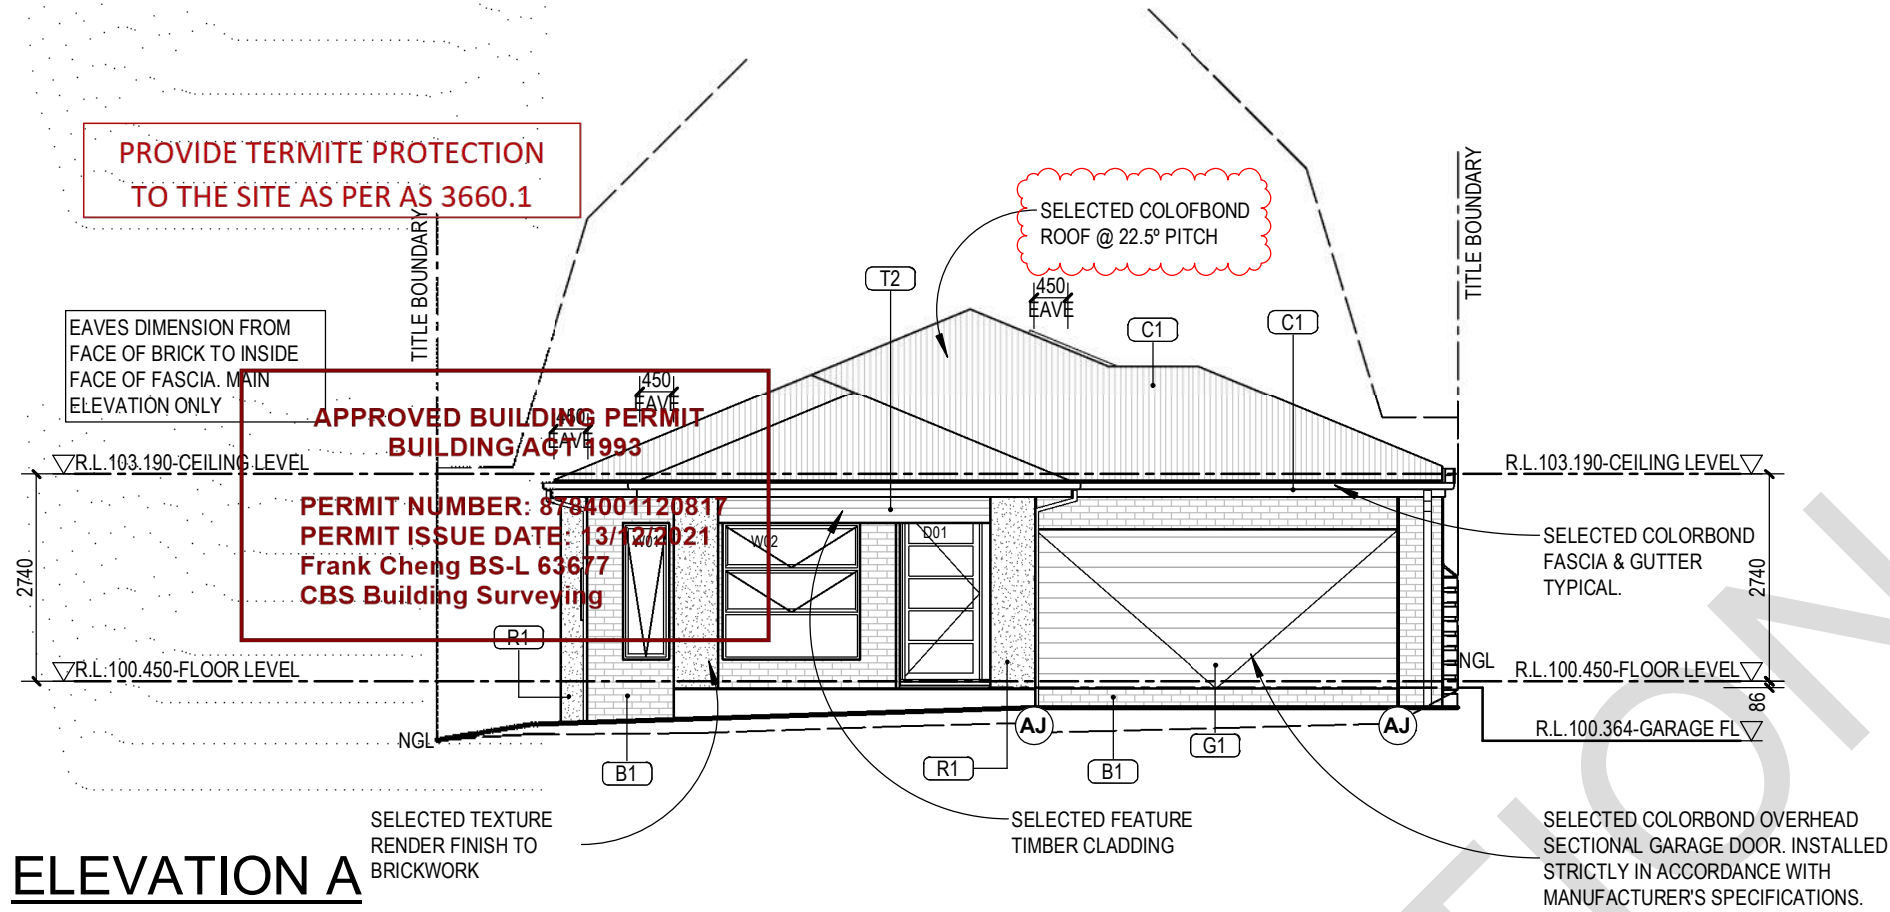 PROVIDE TERMITE PROTECTION
TO THE SITE AS PER AS 3660.1
TITLE BOUNDARY
TITLE BOUNDARY
SELECTED COLOFBOND
ROOF @ 22.5º PITCH
T2
450
EAVE
C1
C1
EAVES DIMENSION FROM
FACE OF BRICK TO INSIDE
FACE OF FASCIA. MAIN
ELEVATION ONLY
450
EAVE
450
EAVE
APPROVED BUILDING PERMIT
BUILDING ACT 1993
PERMIT NUMBER: 8784001120817
PERMIT ISSUE DATE: 13/12/2021
Frank Cheng BS-L 63677
CBS Building Surveying
R.L.103.190-CEILING LEVEL
R.L.103.190-CEILING LEVEL
W01
W02
D01
SELECTED COLORBOND
FASCIA & GUTTER
TYPICAL.
2740
2740
R1
R.L.100.450-FLOOR LEVEL
NGL
R.L.100.450-FLOOR LEVEL
86
R.L.100.364-GARAGE FL
NGL
AJ
AJ
B1
R1
B1
G1
SELECTED TEXTURE
RENDER FINISH TO
BRICKWORK
SELECTED FEATURE
TIMBER CLADDING
SELECTED COLORBOND OVERHEAD
SECTIONAL GARAGE DOOR. INSTALLED
STRICTLY IN ACCORDANCE WITH
MANUFACTURER'S SPECIFICATIONS.
ELEVATION A